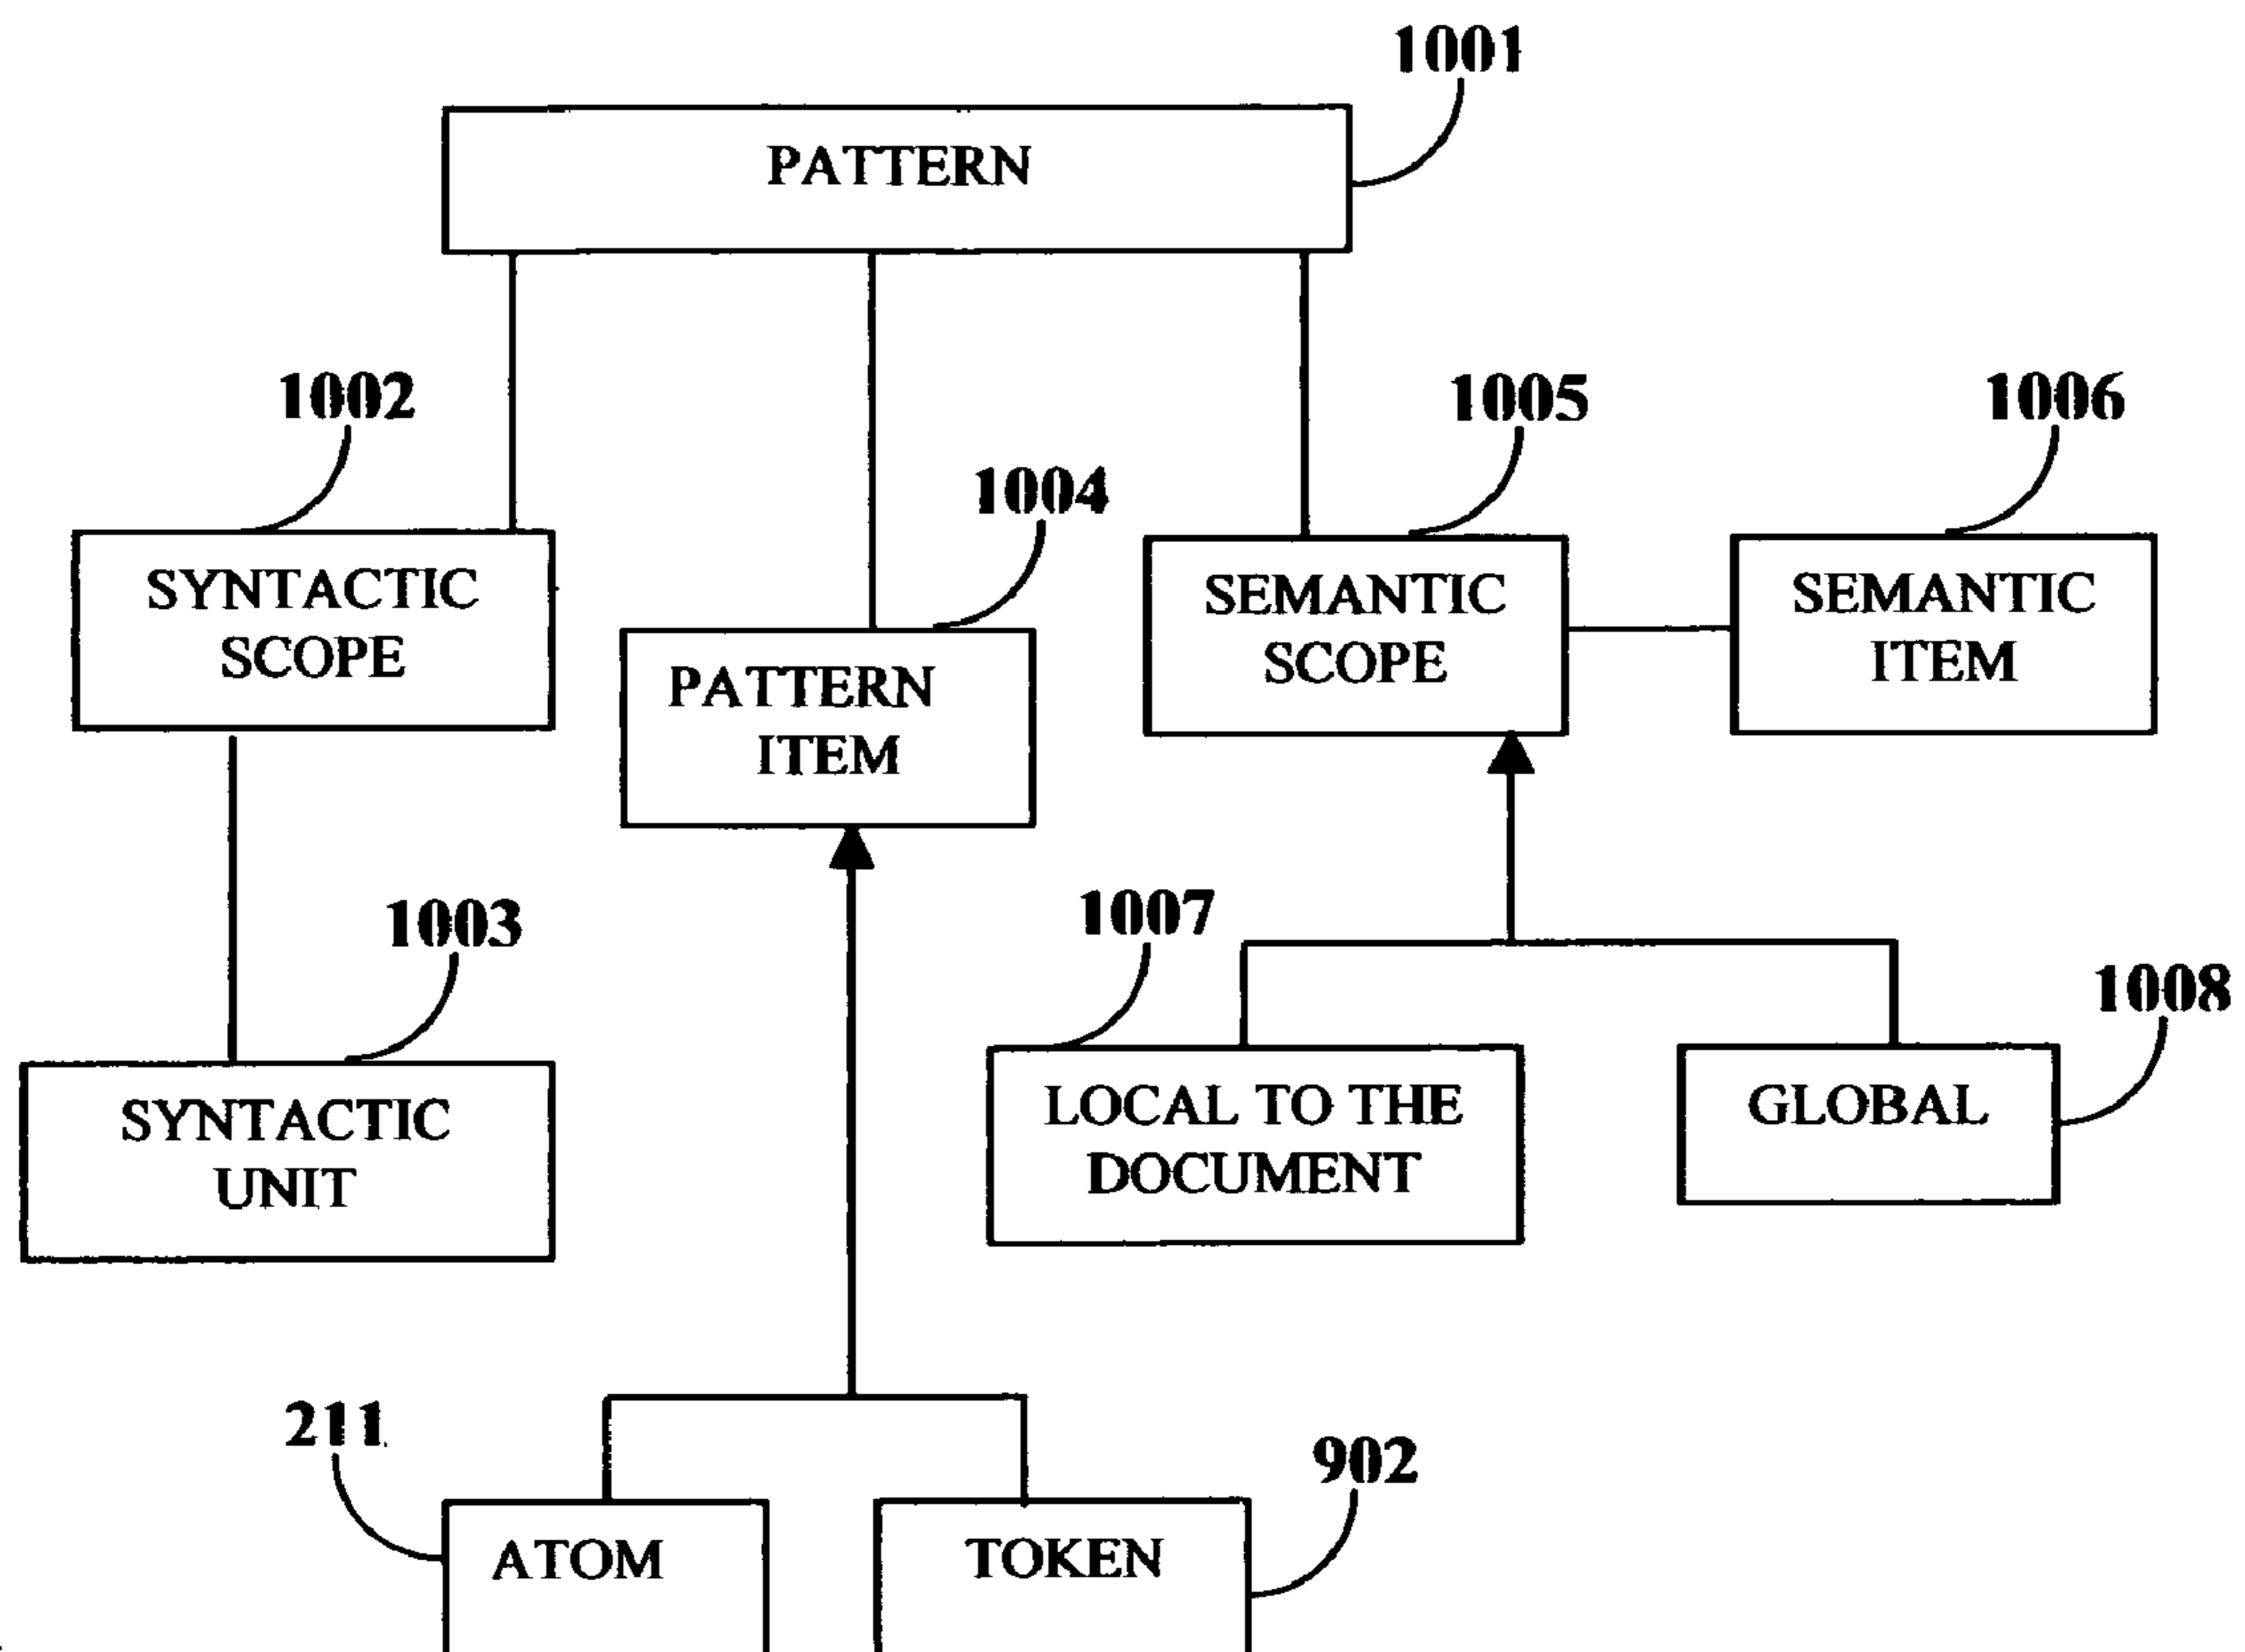 1001
PATTERN
1002
1005
1006
1004
SYNTACTIC
SCOPE
SEMANTIC
SCOPE
SEMANTIC
ITEM
PATTERN
ITEM
1003
1007
1008
SYNTACTIC
UNIT
LOCAL TO THE
DOCUMENT
GLOBAL
211
902
ATOM
TOKEN